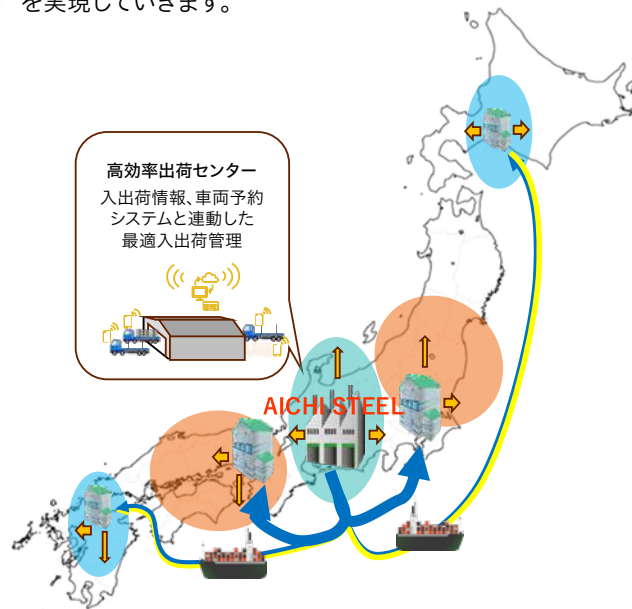 を実現していきます。
高効率出荷センター
入出荷情報、車両予約
システムと連動した
最適入出荷管理
AICHI STEEL